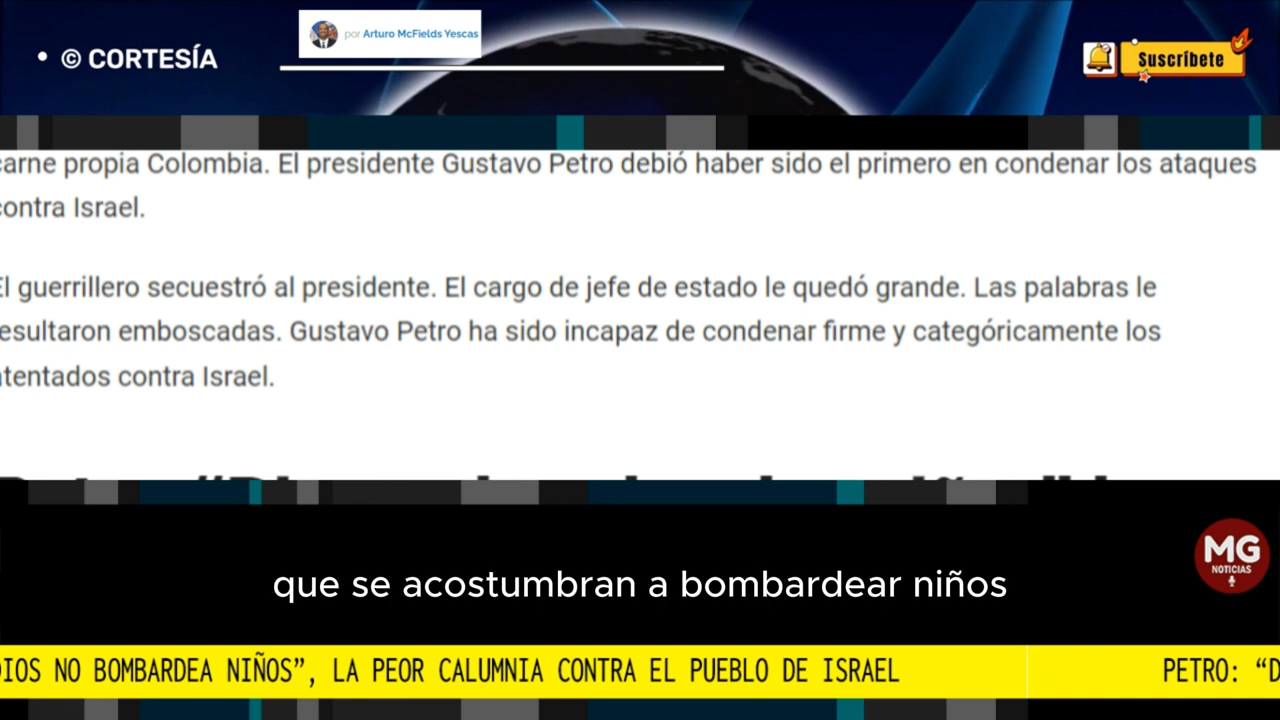 por Arturo McFields Yescas
• © CORTESÍA
Suscríbete
carne propia Colombia. El presidente Gustavo Petro debió haber sido el primero en condenar los ataques
contra Israel.
El guerrillero secuestró al presidente. El cargo de jefe de estado le quedó grande. Las palabras le
resultaron emboscadas. Gustavo Petro ha sido incapaz de condenar firme y categóricamente los
atentados contra Israel.
MG
NOTICIAS
que se acostumbran a bombardear niños
DIOS NO BOMBARDEA NIÑOS”, LA PEOR CALUMNIA CONTRA EL PUEBLO DE ISRAEL PETRO: “D